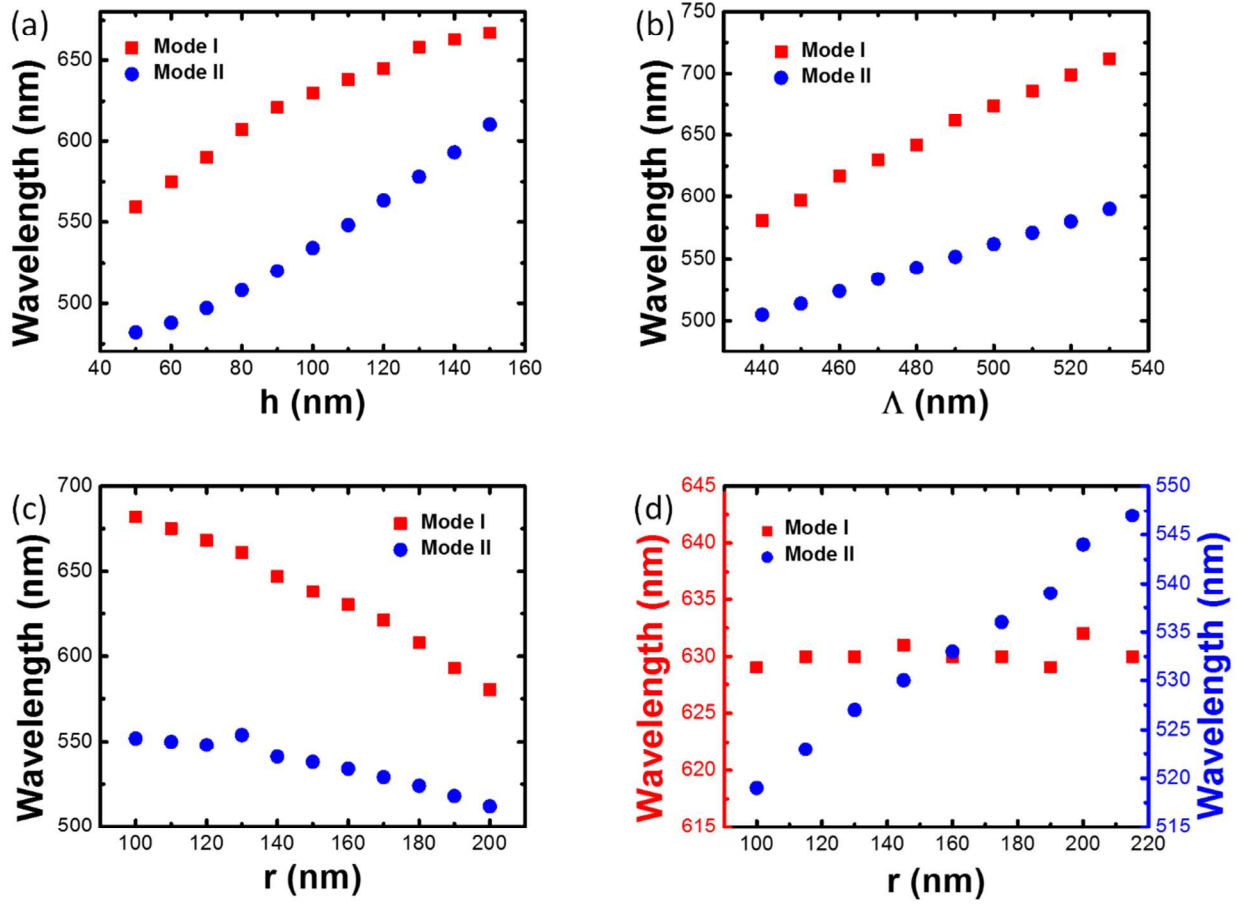 (a)
Mode I
Mode II
Wavelength (nm)
650
600
550
500
40 60 80 100 120 140 160
h (nm)
(b)
Mode I
Mode II
Wavelength (nm)
750
700
650
600
550
500
440 460 480 500 520 540
Λ (nm)
(c)
Mode I
Mode II
Wavelength (nm)
700
650
600
550
500
100 120 140 160 180 200
r (nm)
(d)
Mode I
Mode II
Wavelength (nm)
645
640
635
630
625
620
615
100 120 140 160 180 200 220
r (nm)
550
545
540
535
530
525
520
515
Wavelength (nm)